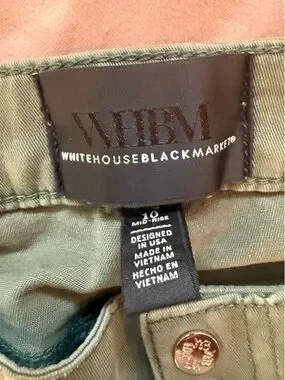 WHBM
WHITEHOUSEBLACKMARKET®
10
MID-RISE
DESIGNED
IN USA
MADE IN
VIETNAM
HECHO EN
VIETNAM